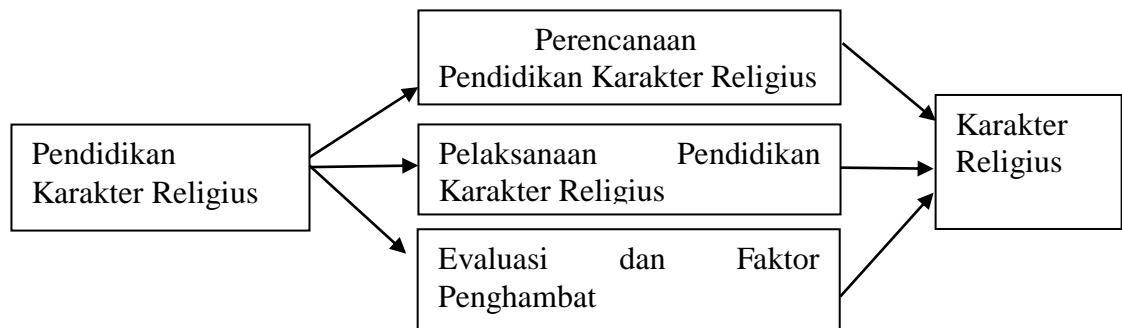 Perencanaan
Pendidikan Karakter Religius
Pendidikan
Karakter Religius
Pelaksanaan Pendidikan
Karakter Religius
Evaluasi dan Faktor
Penghambat
Karakter
Religius